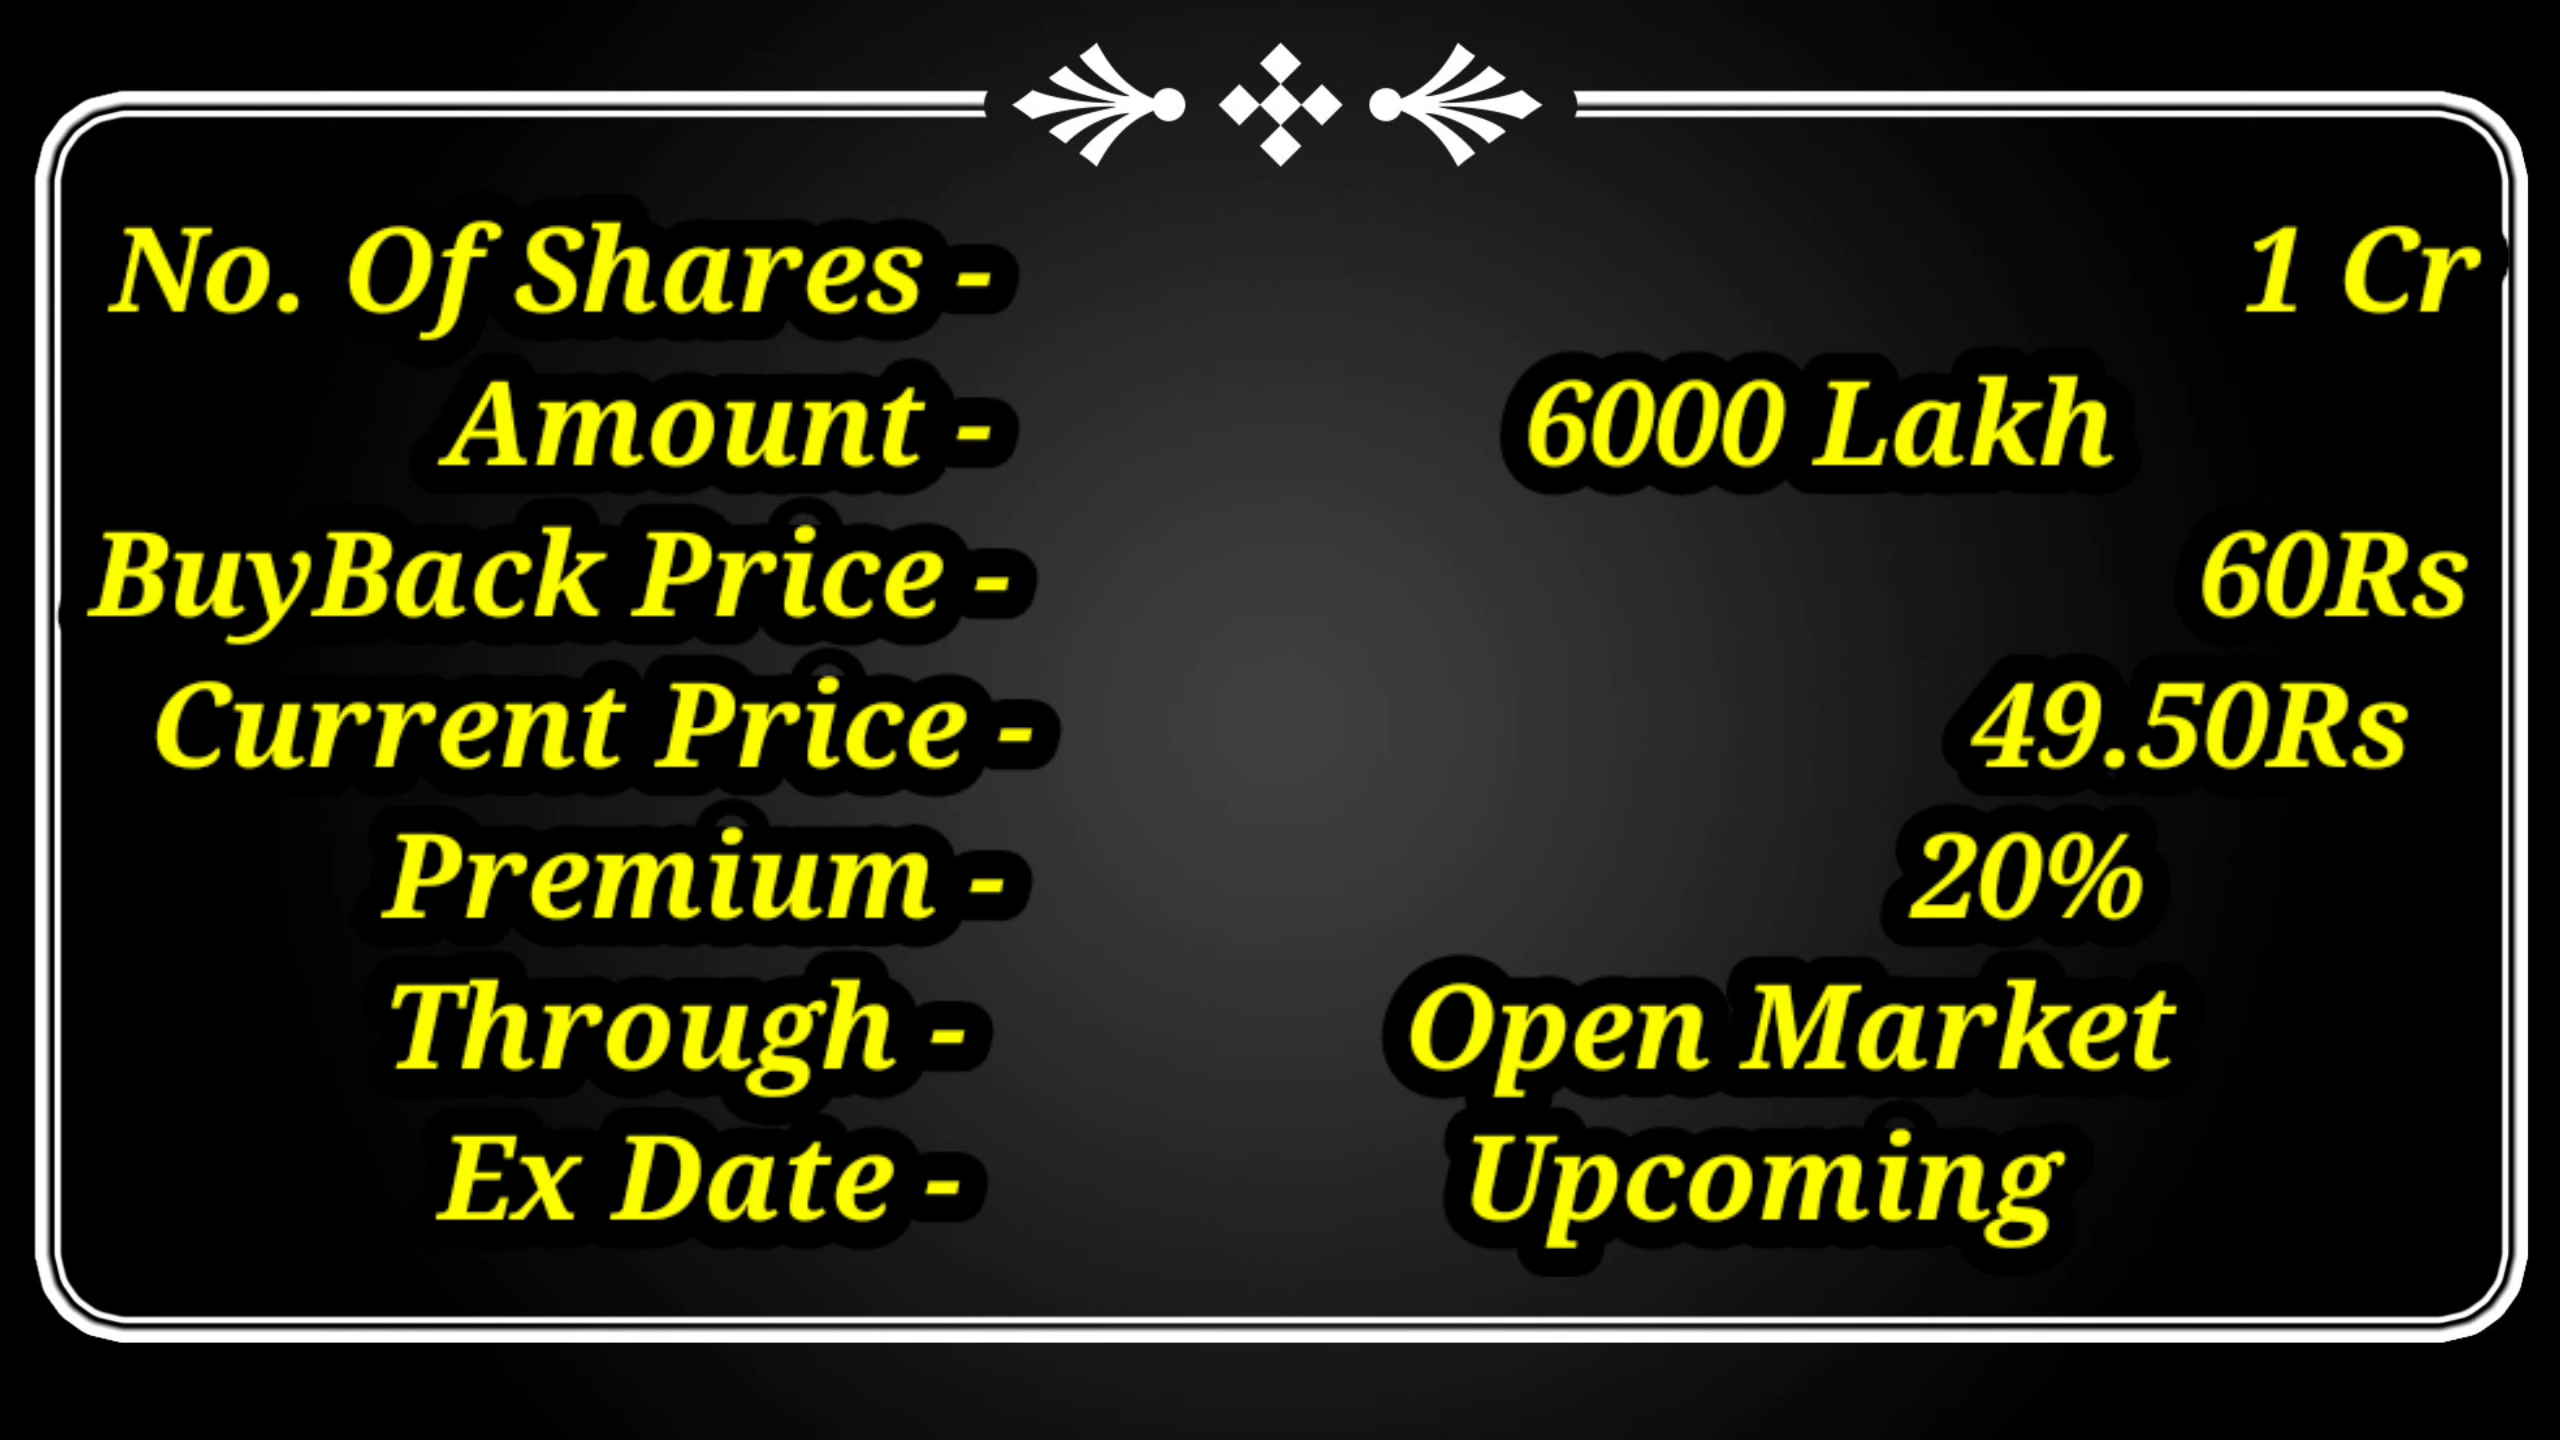 No. Of Shares - 1 Cr
Amount - 6000 Lakh
BuyBack Price - 60Rs
Current Price - 49.50Rs
Premium - 20%
Through - Open Market
Ex Date - Upcoming